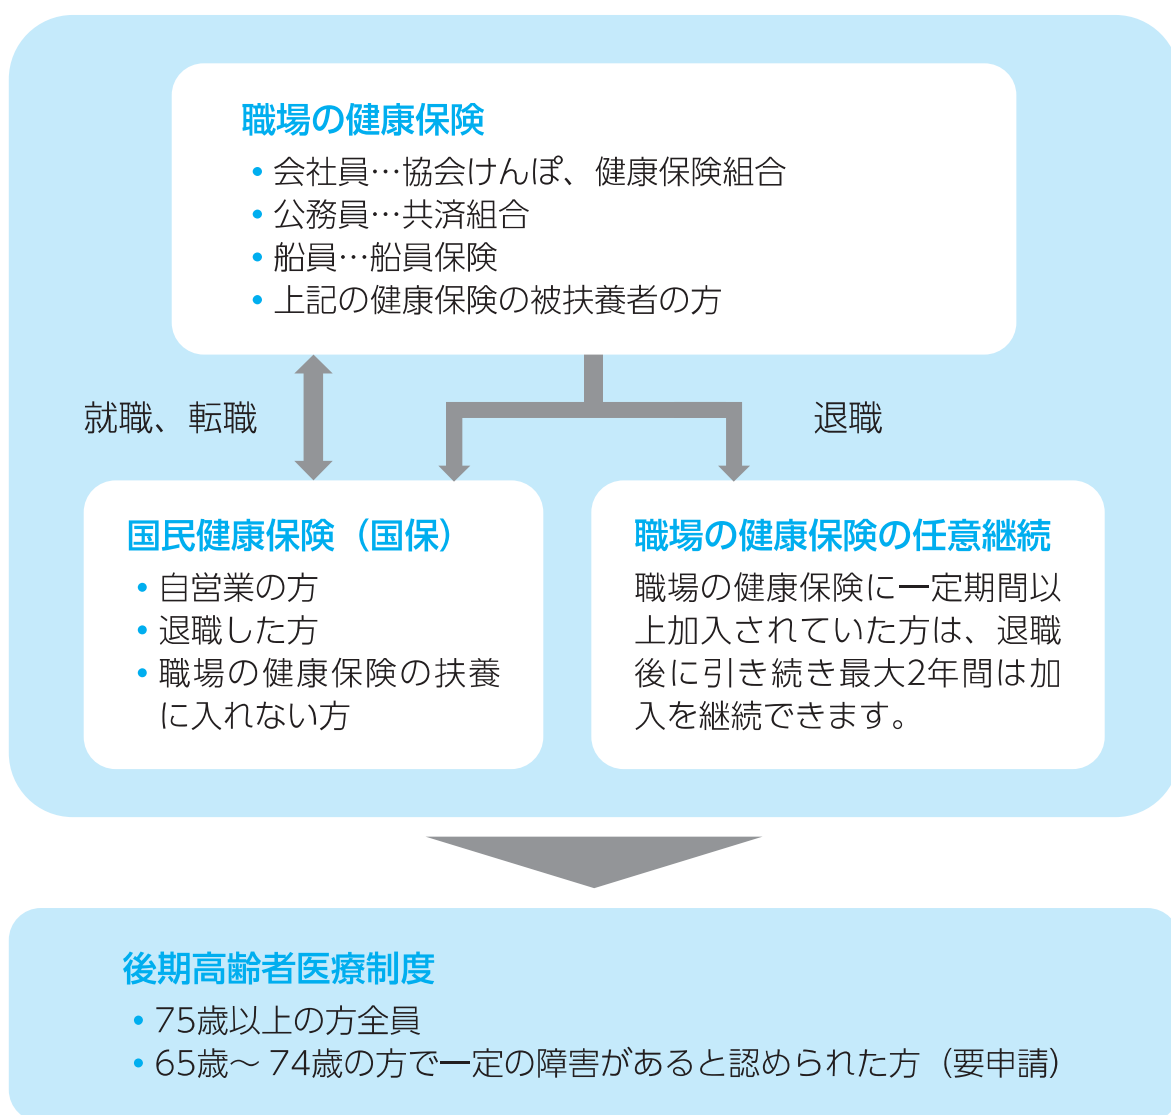 職場の健康保険
• 会社員…協会けんぽ、健康保険組合
• 公務員…共済組合
• 船員…船員保険
• 上記の健康保険の被扶養者の方
就職、転職
退職
国民健康保険（国保）
• 自営業の方
• 退職した方
• 職場の健康保険の扶養
に入れない方
職場の健康保険の任意継続
職場の健康保険に一定期間以
上加入されていた方は、退職
後に引き続き最大2年間は加
入を継続できます。
後期高齢者医療制度
• 75歳以上の方全員
• 65歳～74歳の方で一定の障害があると認められた方（要申請）